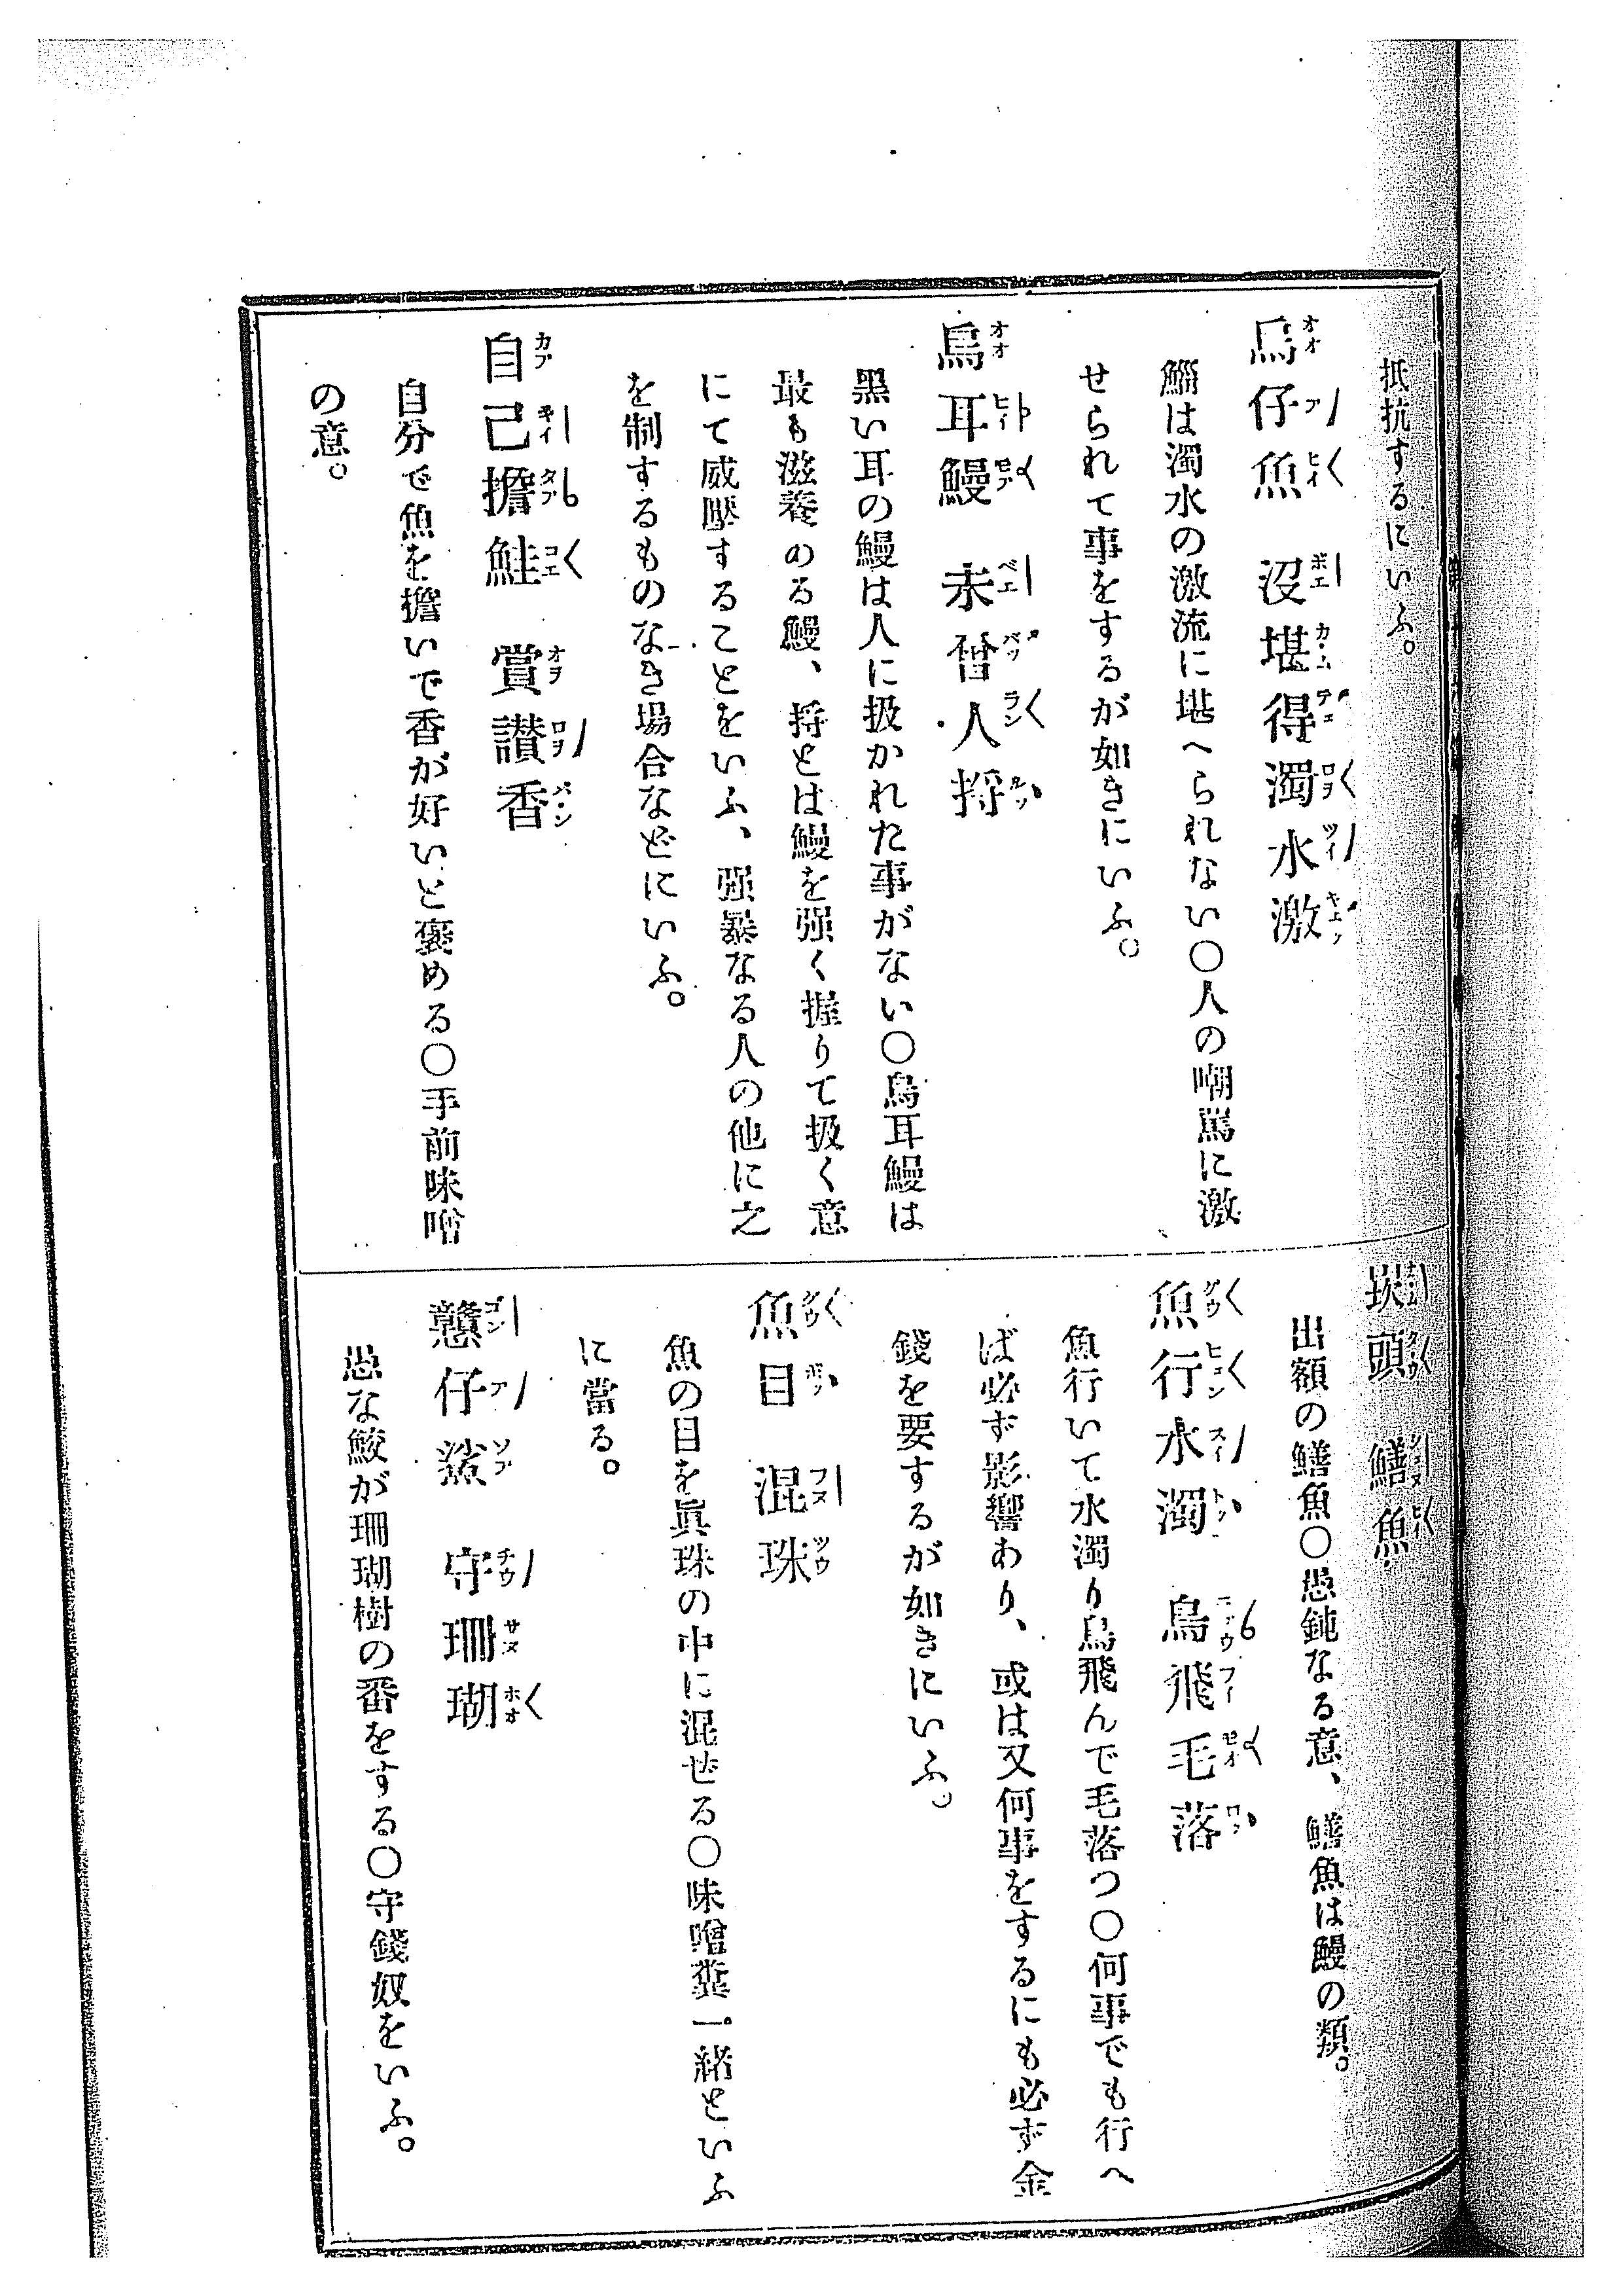 抵抗するにいふ。
烏仔魚　沒堪得濁水激
鯔は濁水の激流に堪へられない〇人の嘲罵に激
せられて事をするが如きにいふ。
烏耳鰻　未曾人捋
黑い耳の鰻は人に扱かれた事がない〇烏耳鰻は
最も滋養のる鰻、捋とは鰻を强く握りて扱く意
にて威壓することをいふ、强暴なる人の他に之
を制するものなき場合などにいふ。
自己擔鮭　賞讃香
自分で魚を擔いで香が好いと褒める〇手前味噌
の意。
崁頭　鱔魚
出額の鱔魚〇愚鈍なる意、鱔魚は鰻の類。
魚行水濁　鳥飛毛落
魚行いて水濁り鳥飛んで毛落つ〇何事でも行へ
ば必ず影響あり、或は又何事をするにも必ず金
錢を要するが如きにいふ。
魚目　混珠
魚の目を眞珠の中に混ぜる〇味噌糞一緖といふ
に當る。
戇仔鯊　守珊瑚
愚な鮫が珊瑚樹の番をする〇守錢奴をいふ。